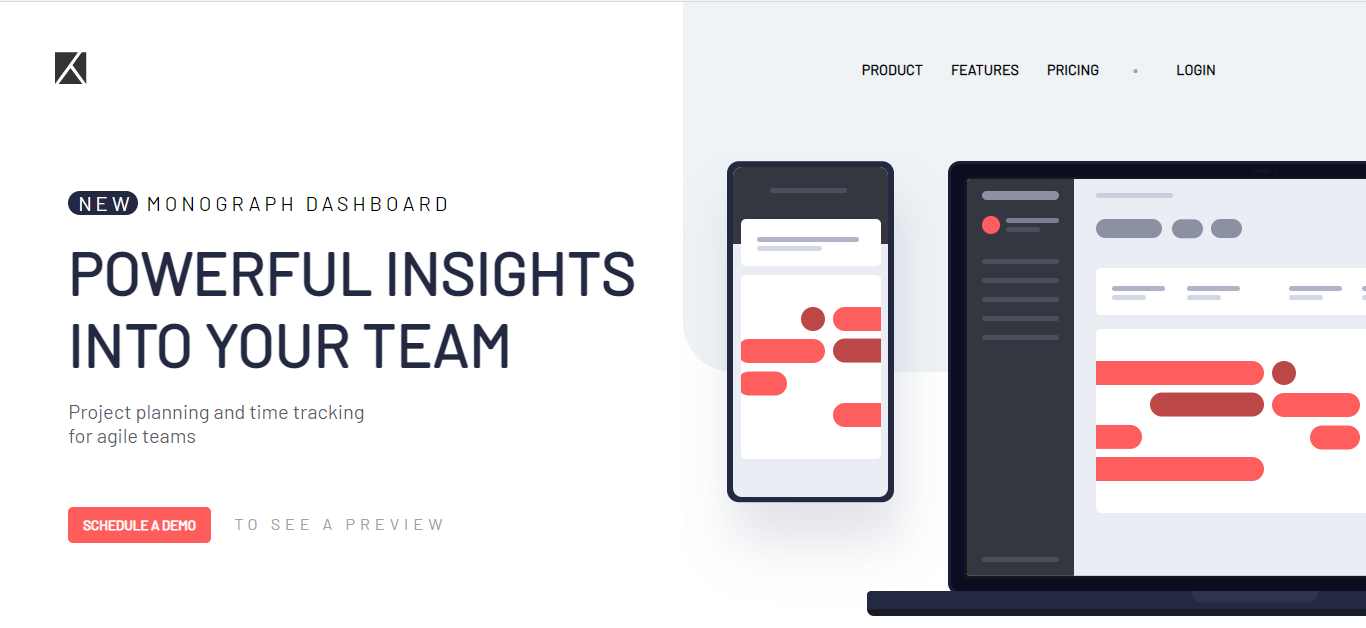 PRODUCT FEATURES PRICING • LOGIN
NEW MONOGRAPH DASHBOARD
POWERFUL INSIGHTS
INTO YOUR TEAM
Project planning and time tracking
for agile teams
SCHEDULE A DEMO TO SEE A PREVIEW